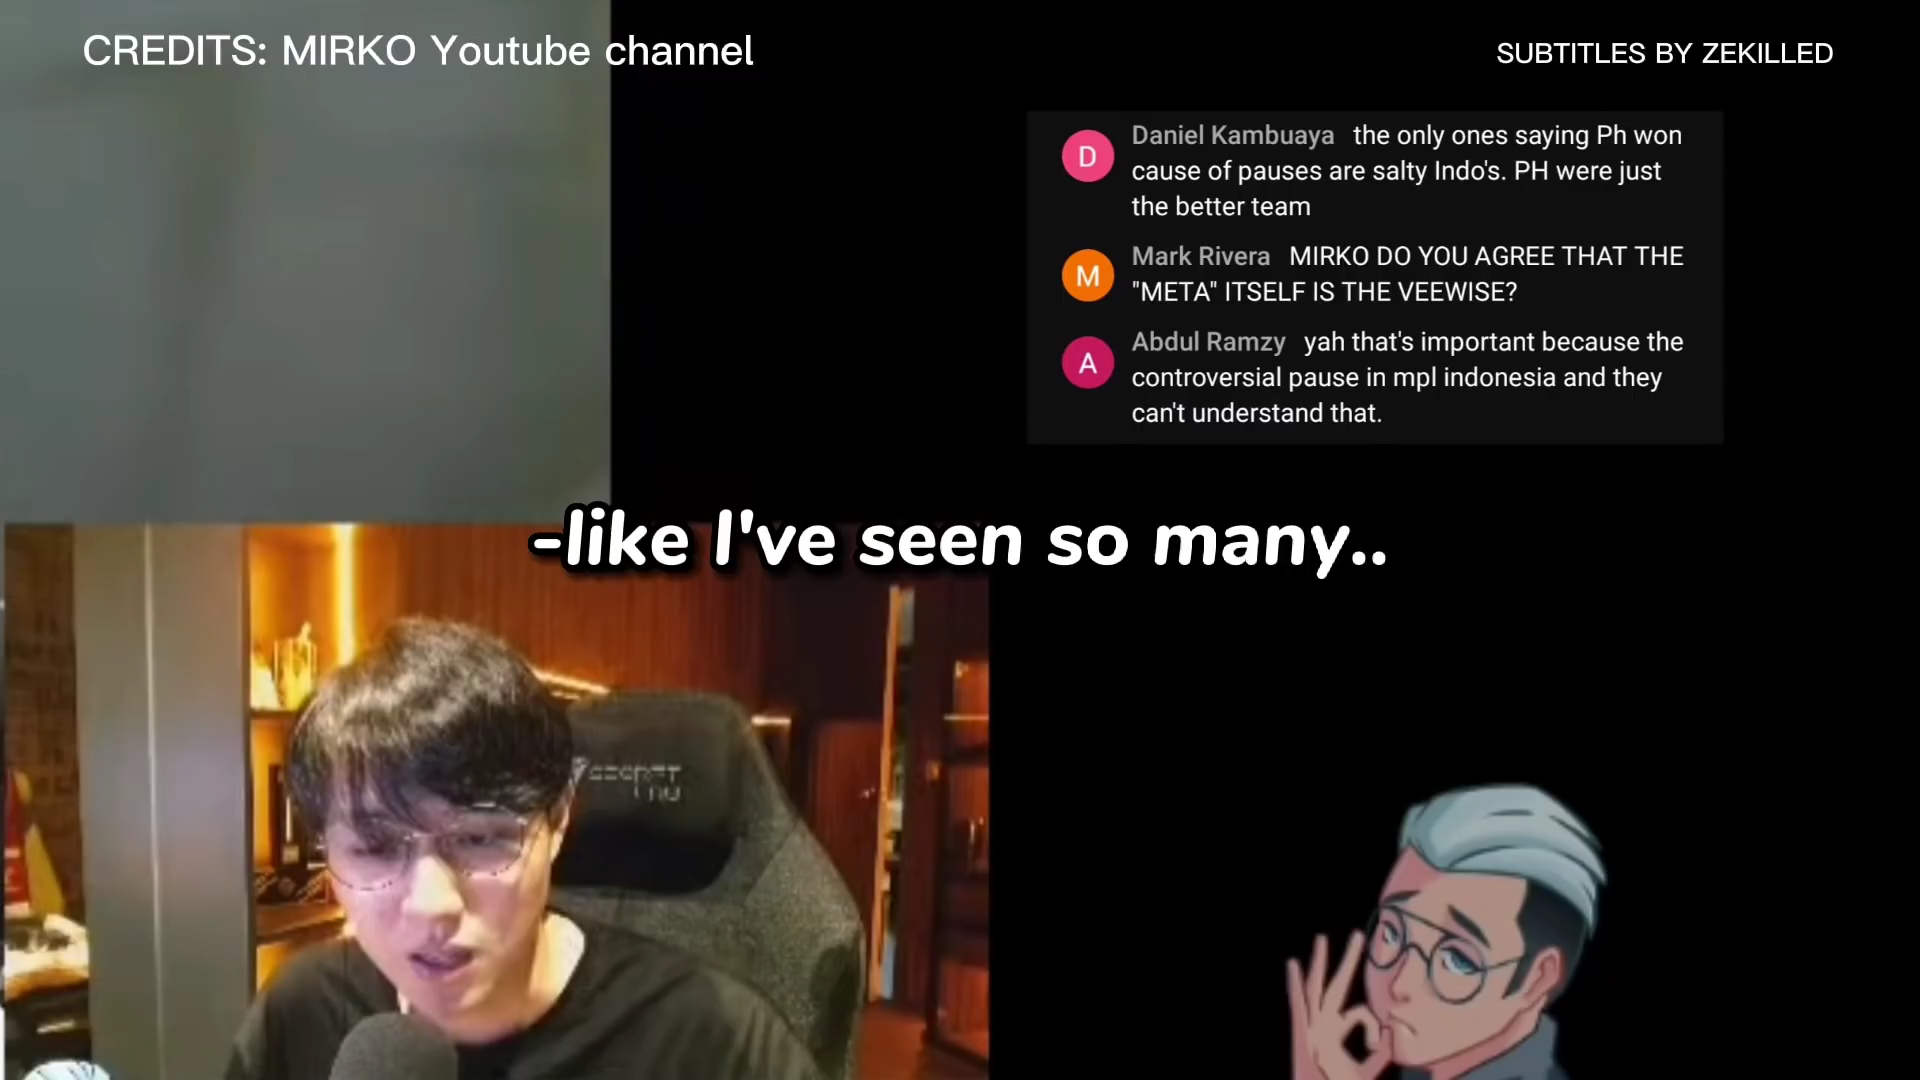 CREDITS: MIRKO Youtube channel
SUBTITLES BY ZEKILLED
D
Daniel Kambuaya the only ones saying Ph won
cause of pauses are salty Indo's. PH were just
the better team
M
Mark Rivera MIRKO DO YOU AGREE THAT THE
"META" ITSELF IS THE VEEWISE?
A
Abdul Ramzy yah that's important because the
controversial pause in mpl indonesia and they
can't understand that.
-like I've seen so many..